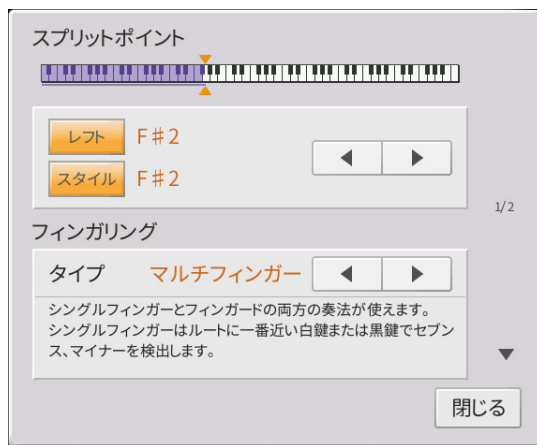 スプリットポイント
レフト F#2
スタイル F#2
1/2
フィンガリング
タイプ マルチフィンガー
シングルフィンガーとフィンガードの両方の奏法が使えます。
シングルフィンガーはルートに一番近い白鍵または黒鍵でセブン
ス、マイナーを検出します。
閉じる